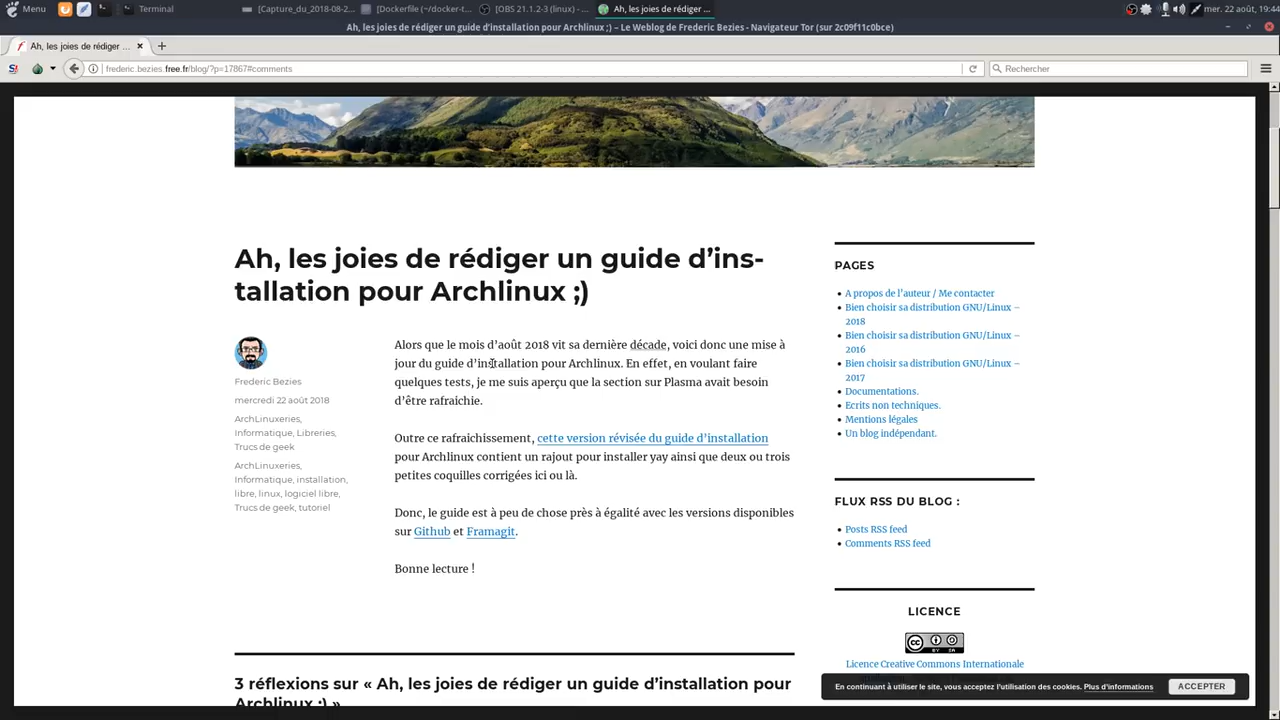 Menu
Terminal
[Capture_du_2018-08-2...
[Dockerfile (~/docker-t...
[OBS 21.1.2-3 (linux) - ...
Ah, les joies de rédiger ...
mer. 22 août, 19:44
Ah, les joies de rédiger un guide d'installation pour Archlinux ;) – Le Weblog de Frederic Bezies - Navigateur Tor (sur 2c09f11c0bce)
Ah, les joies de rédiger ...
frederic.bezies.free.fr/blog/?p=17867#comments
Rechercher
Ah, les joies de rédiger un guide d'ins-
tallation pour Archlinux ;)
Frederic Bezies
mercredi 22 août 2018
ArchLinuxeries,
Informatique, Libreries,
Trucs de geek
ArchLinuxeries,
Informatique, installation,
libre, linux, logiciel libre,
Trucs de geek, tutoriel
Alors que le mois d'août 2018 vit sa dernière décade, voici donc une mise à
jour du guide d'installation pour Archlinux. En effet, en voulant faire
quelques tests, je me suis aperçu que la section sur Plasma avait besoin
d'être rafraichie.
Outre ce rafraichissement, cette version révisée du guide d'installation
pour Archlinux contient un rajout pour installer yay ainsi que deux ou trois
petites coquilles corrigées ici ou là.
Donc, le guide est à peu de chose près à égalité avec les versions disponibles
sur Github et Framagit.
Bonne lecture !
3 réflexions sur « Ah, les joies de rédiger un guide d'installation pour
Archlinux ;) »
PAGES
A propos de l'auteur / Me contacter
Bien choisir sa distribution GNU/Linux –
2018
Bien choisir sa distribution GNU/Linux –
2016
Bien choisir sa distribution GNU/Linux –
2017
Documentations.
Ecrits non techniques.
Mentions légales
Un blog indépendant.
FLUX RSS DU BLOG :
Posts RSS feed
Comments RSS feed
LICENCE
CC BY SA
Licence Creative Commons Internationale
En continuant à utiliser le site, vous acceptez l'utilisation des cookies. Plus d'informations
ACCEPTER